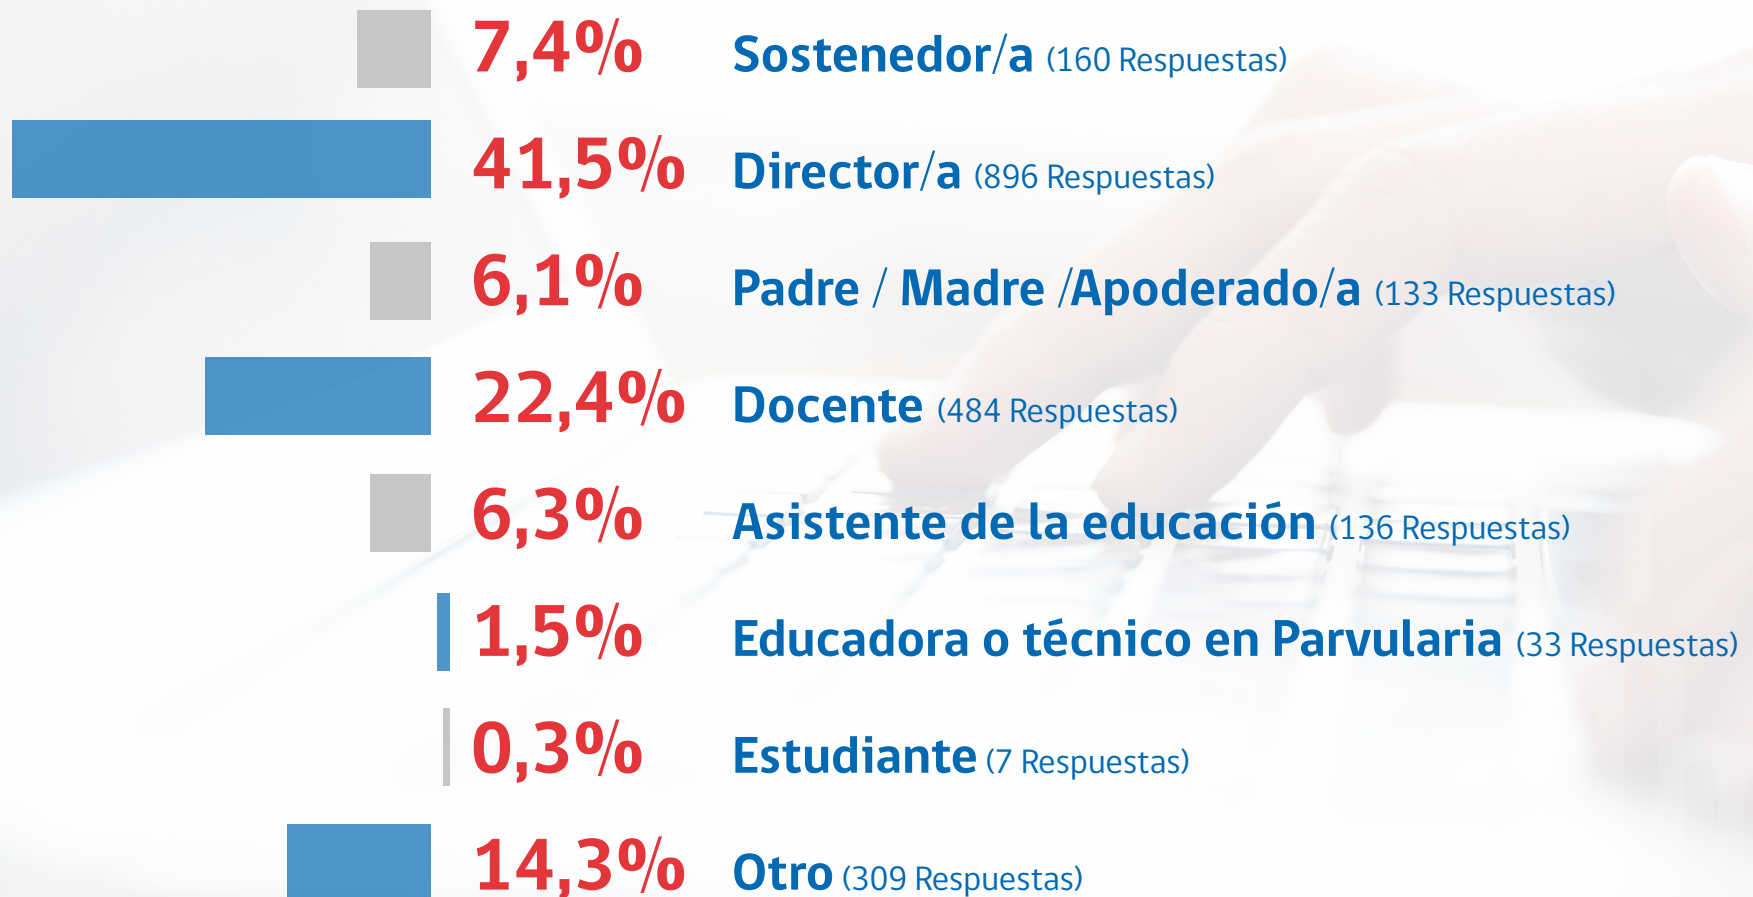 7,4% Sostenedor/a (160 Respuestas)
41,5% Director/a (896 Respuestas)
6,1% Padre / Madre /Apoderado/a (133 Respuestas)
22,4% Docente (484 Respuestas)
6,3% Asistente de la educación (136 Respuestas)
1,5% Educadora o técnico en Parvularia (33 Respuestas)
0,3% Estudiante (7 Respuestas)
14,3% Otro (309 Respuestas)